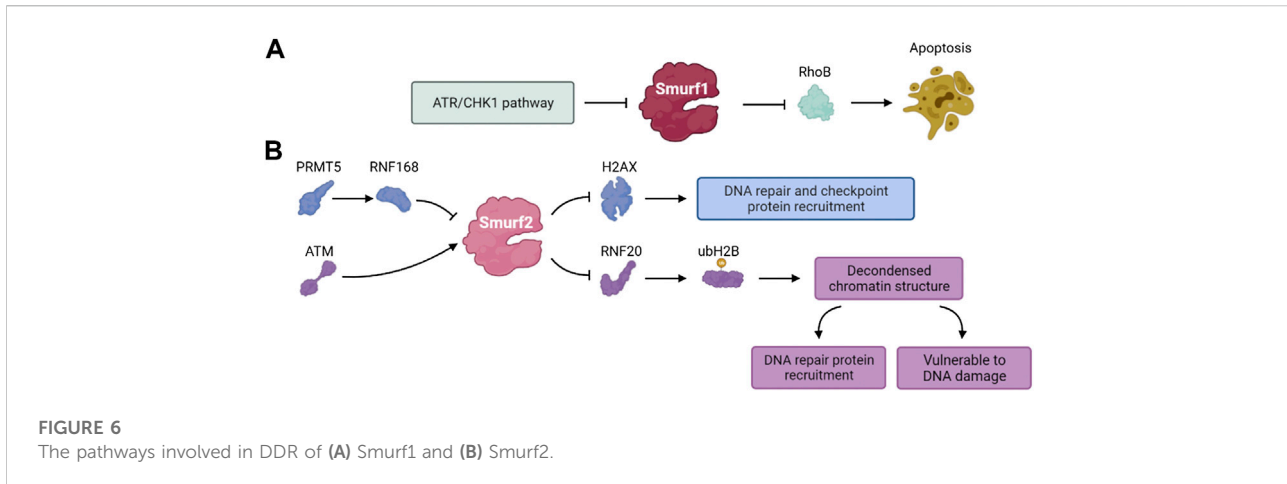 A
ATR/CHK1 pathway
Smurf1
RhoB
Apoptosis
B
PRMT5
RNF168
ATM
Smurf2
H2AX
DNA repair and checkpoint
protein recruitment
RNF20
ubH2B
Decondensed
chromatin structure
DNA repair protein
recruitment
Vulnerable to
DNA damage
FIGURE 6
The pathways involved in DDR of (A) Smurf1 and (B) Smurf2.